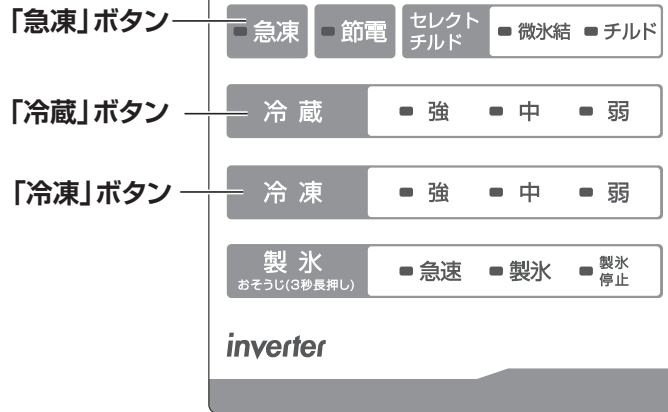 「急凍」ボタン
急凍 節電 セレクト
チルド 微氷結 チルド
「冷蔵」ボタン
冷蔵 強 中 弱
「冷凍」ボタン
冷凍 強 中 弱
製氷
おそうじ(3秒長押し)
急速 製氷 製氷
停止
inverter